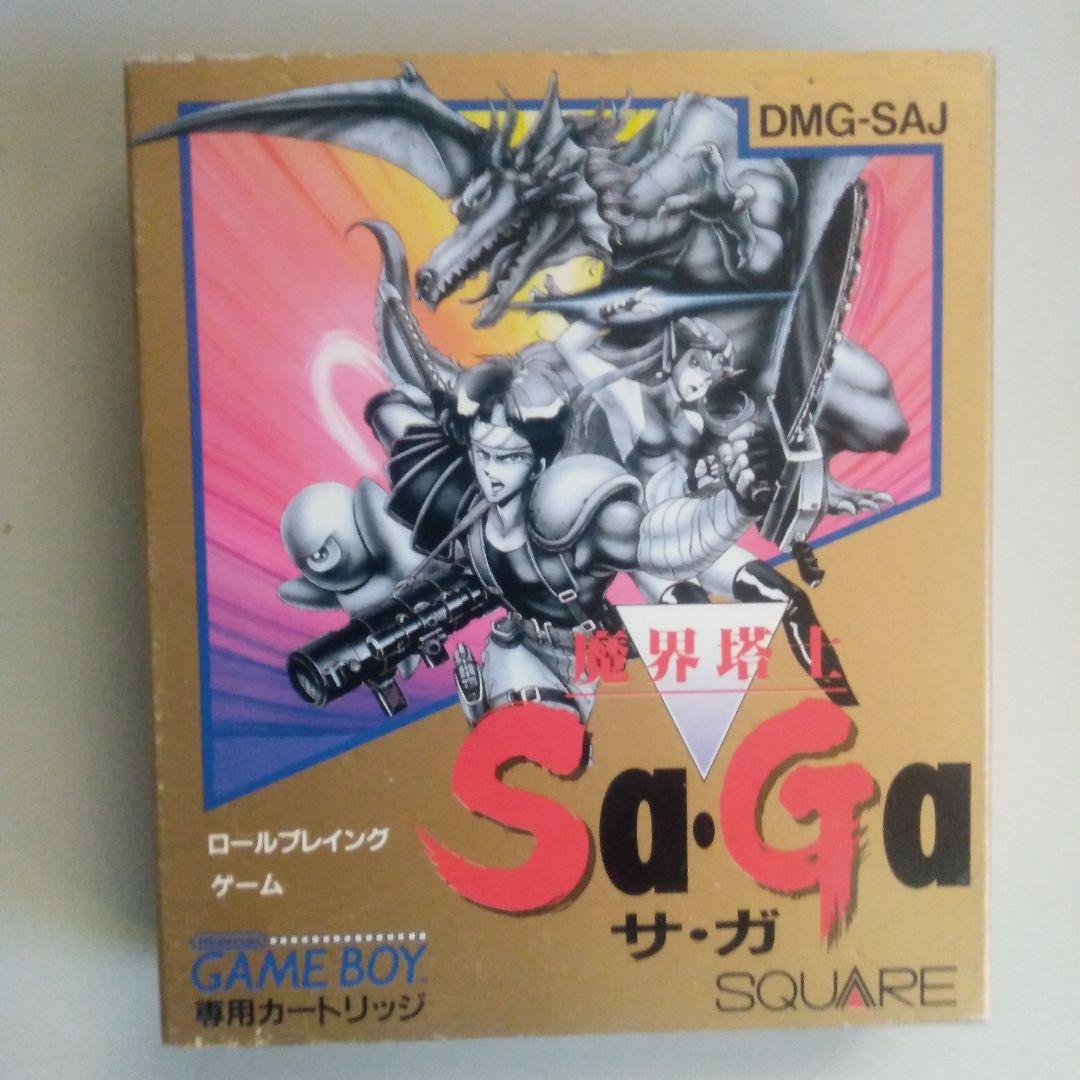 DMG-SAJ
魔界塔士
Sa・Ga
サ・ガ
ロールプレイング
ゲーム
Nintendo
GAME BOY™
専用カートリッジ
SQUARE